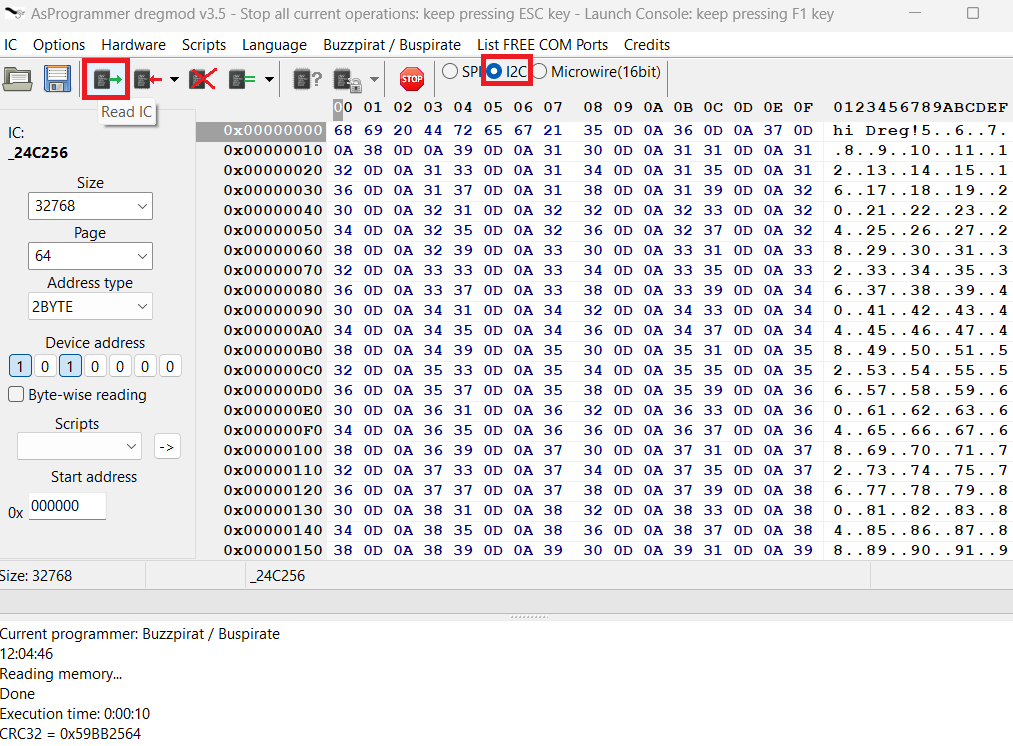 AsProgrammer dregmod v3.5 - Stop all current operations: keep pressing ESC key - Launch Console: keep pressing F1 key
IC Options Hardware Scripts Language Buzzpirat / Buspirate List FREE COM Ports Credits
STOP SPI I2C Microwire(16bit)
Read IC
IC:
_24C256
Size
32768
Page
64
Address type
2BYTE
Device address
1 0 1 0 0 0 0
Byte-wise reading
Scripts
->
Start address
0x 000000
00 01 02 03 04 05 06 07 08 09 0A 0B 0C 0D 0E 0F 0123456789ABCDEF
0x00000000 68 69 20 44 72 65 67 21 35 0D 0A 36 0D 0A 37 0D hi Dreg!5..6..7.
0x00000010 0A 38 0D 0A 39 0D 0A 31 30 0D 0A 31 31 0D 0A 31 .8..9..10..11..1
0x00000020 32 0D 0A 31 33 0D 0A 31 34 0D 0A 31 35 0D 0A 31 2..13..14..15..1
0x00000030 36 0D 0A 31 37 0D 0A 31 38 0D 0A 31 39 0D 0A 32 6..17..18..19..2
0x00000040 30 0D 0A 32 31 0D 0A 32 32 0D 0A 32 33 0D 0A 32 0..21..22..23..2
0x00000050 34 0D 0A 32 35 0D 0A 32 36 0D 0A 32 37 0D 0A 32 4..25..26..27..2
0x00000060 38 0D 0A 32 39 0D 0A 33 30 0D 0A 33 31 0D 0A 33 8..29..30..31..3
0x00000070 32 0D 0A 33 33 0D 0A 33 34 0D 0A 33 35 0D 0A 33 2..33..34..35..3
0x00000080 36 0D 0A 33 37 0D 0A 33 38 0D 0A 33 39 0D 0A 34 6..37..38..39..4
0x00000090 30 0D 0A 34 31 0D 0A 34 32 0D 0A 34 33 0D 0A 34 0..41..42..43..4
0x000000A0 34 0D 0A 34 35 0D 0A 34 36 0D 0A 34 37 0D 0A 34 4..45..46..47..4
0x000000B0 38 0D 0A 34 39 0D 0A 35 30 0D 0A 35 31 0D 0A 35 8..49..50..51..5
0x000000C0 32 0D 0A 35 33 0D 0A 35 34 0D 0A 35 35 0D 0A 35 2..53..54..55..5
0x000000D0 36 0D 0A 35 37 0D 0A 35 38 0D 0A 35 39 0D 0A 36 6..57..58..59..6
0x000000E0 30 0D 0A 36 31 0D 0A 36 32 0D 0A 36 33 0D 0A 36 0..61..62..63..6
0x000000F0 34 0D 0A 36 35 0D 0A 36 36 0D 0A 36 37 0D 0A 36 4..65..66..67..6
0x00000100 38 0D 0A 36 39 0D 0A 37 30 0D 0A 37 31 0D 0A 37 8..69..70..71..7
0x00000110 32 0D 0A 37 33 0D 0A 37 34 0D 0A 37 35 0D 0A 37 2..73..74..75..7
0x00000120 36 0D 0A 37 37 0D 0A 37 38 0D 0A 37 39 0D 0A 38 6..77..78..79..8
0x00000130 30 0D 0A 38 31 0D 0A 38 32 0D 0A 38 33 0D 0A 38 0..81..82..83..8
0x00000140 34 0D 0A 38 35 0D 0A 38 36 0D 0A 38 37 0D 0A 38 4..85..86..87..8
0x00000150 38 0D 0A 38 39 0D 0A 39 30 0D 0A 39 31 0D 0A 39 8..89..90..91..9
Size: 32768 _24C256
Current programmer: Buzzpirat / Buspirate
12:04:46
Reading memory...
Done
Execution time: 0:00:10
CRC32 = 0x59BB2564